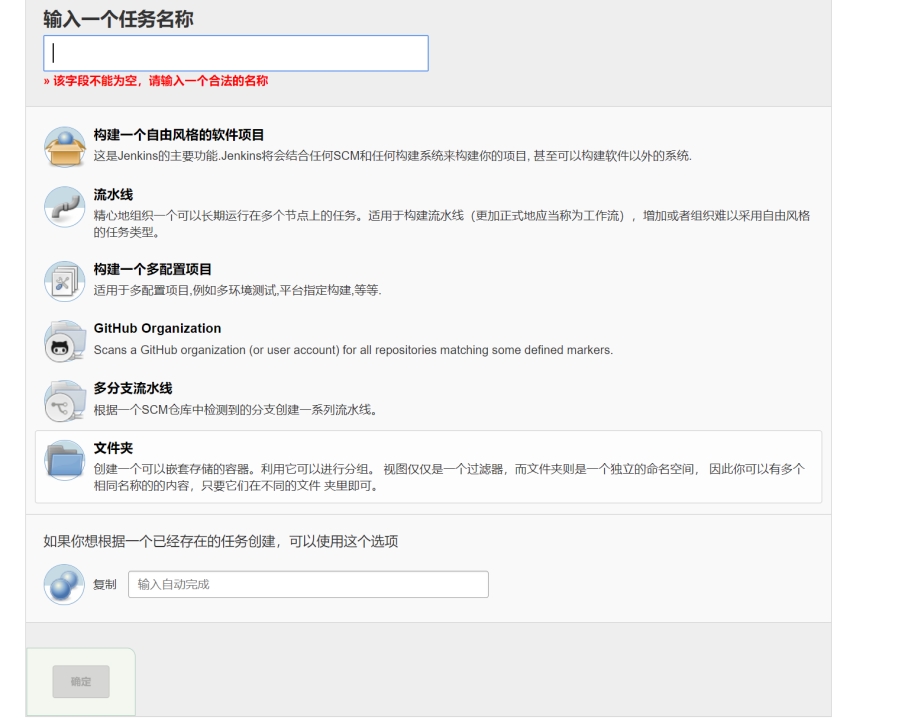 输入一个任务名称
» 该字段不能为空，请输入一个合法的名称
构建一个自由风格的软件项目
这是Jenkins的主要功能.Jenkins将会结合任何SCM和任何构建系统来构建你的项目, 甚至可以构建软件以外的系统.
流水线
精心地组织一个可以长期运行在多个节点上的任务。适用于构建流水线（更加正式地应当称为工作流），增加或者组织难以采用自由风格
的任务类型。
构建一个多配置项目
适用于多配置项目,例如多环境测试,平台指定构建,等等.
GitHub Organization
Scans a GitHub organization (or user account) for all repositories matching some defined markers.
多分支流水线
根据一个SCM仓库中检测到的分支创建一系列流水线。
文件夹
创建一个可以嵌套存储的容器。利用它可以进行分组。 视图仅仅是一个过滤器，而文件夹则是一个独立的命名空间， 因此你可以有多个
相同名称的的内容，只要它们在不同的文件 夹里即可。
如果你想根据一个已经存在的任务创建，可以使用这个选项
复制 输入自动完成
确定